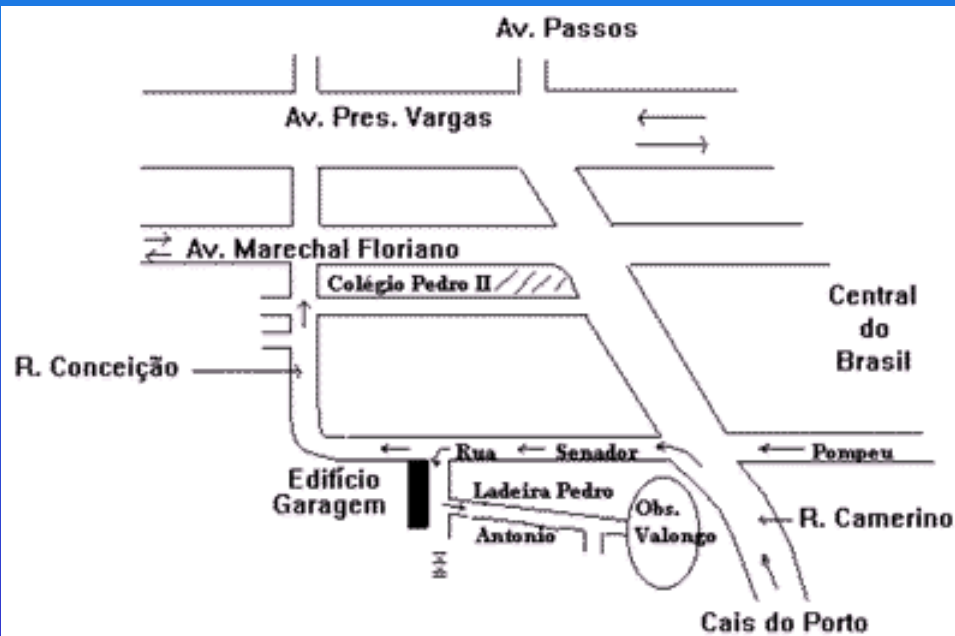 Av. Passos
Av. Pres. Vargas
Av. Marechal Floriano
Colégio Pedro II
Central
do
Brasil
R. Conceição
Rua Senador Pompeu
Edifício
Garagem
Ladeira Pedro
Antonio
Obs.
Valongo
R. Camerino
Cais do Porto